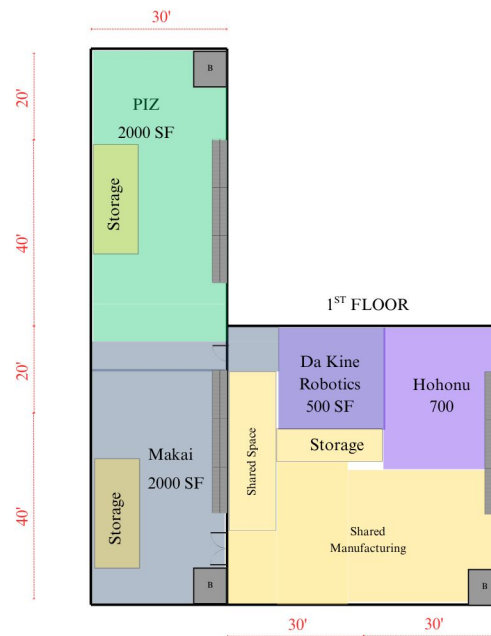 30'
B
20'
PIZ
2000 SF
Storage
40'
1ST FLOOR
20'
Da Kine
Robotics
500 SF
Hohonu
700
Storage
Shared Space
Makai
2000 SF
Storage
40'
Shared
Manufacturing
B
B
30'
30'